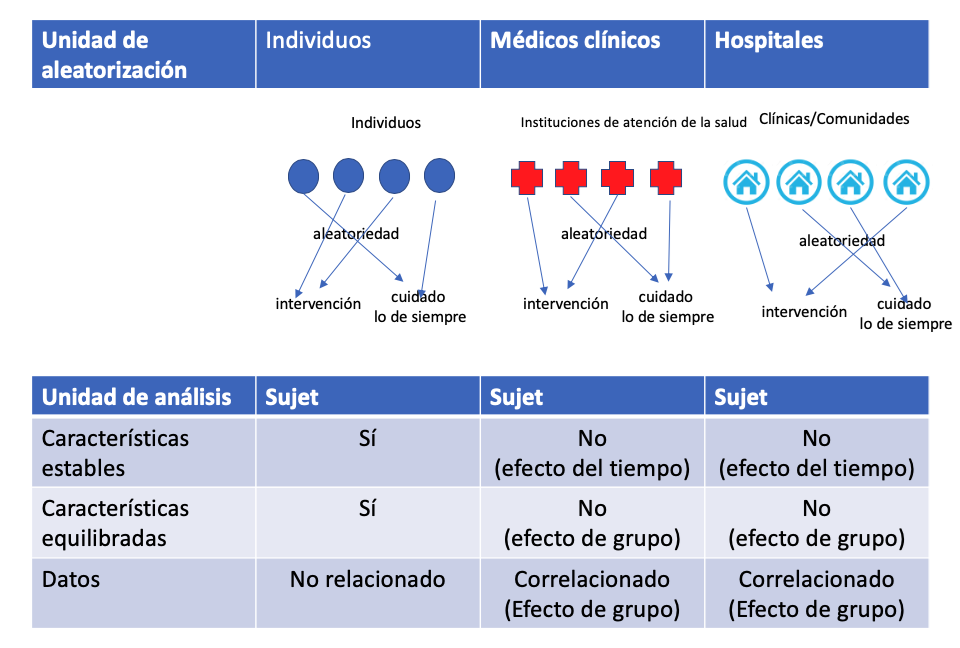 Unidad de
aleatorización
Individuos
Médicos clínicos
Hospitales
Individuos
Instituciones de atención de la salud
Clínicas/Comunidades
aleatoriedad
aleatoriedad
aleatoriedad
intervención
cuidado
lo de siempre
intervención
cuidado
lo de siempre
intervención
cuidado
lo de siempre
Unidad de análisis
Sujet
Sujet
Sujet
Características
estables
Sí
No
(efecto del tiempo)
No
(efecto del tiempo)
Características
equilibradas
Sí
No
(efecto de grupo)
No
(efecto de grupo)
Datos
No relacionado
Correlacionado
(Efecto de grupo)
Correlacionado
(Efecto de grupo)